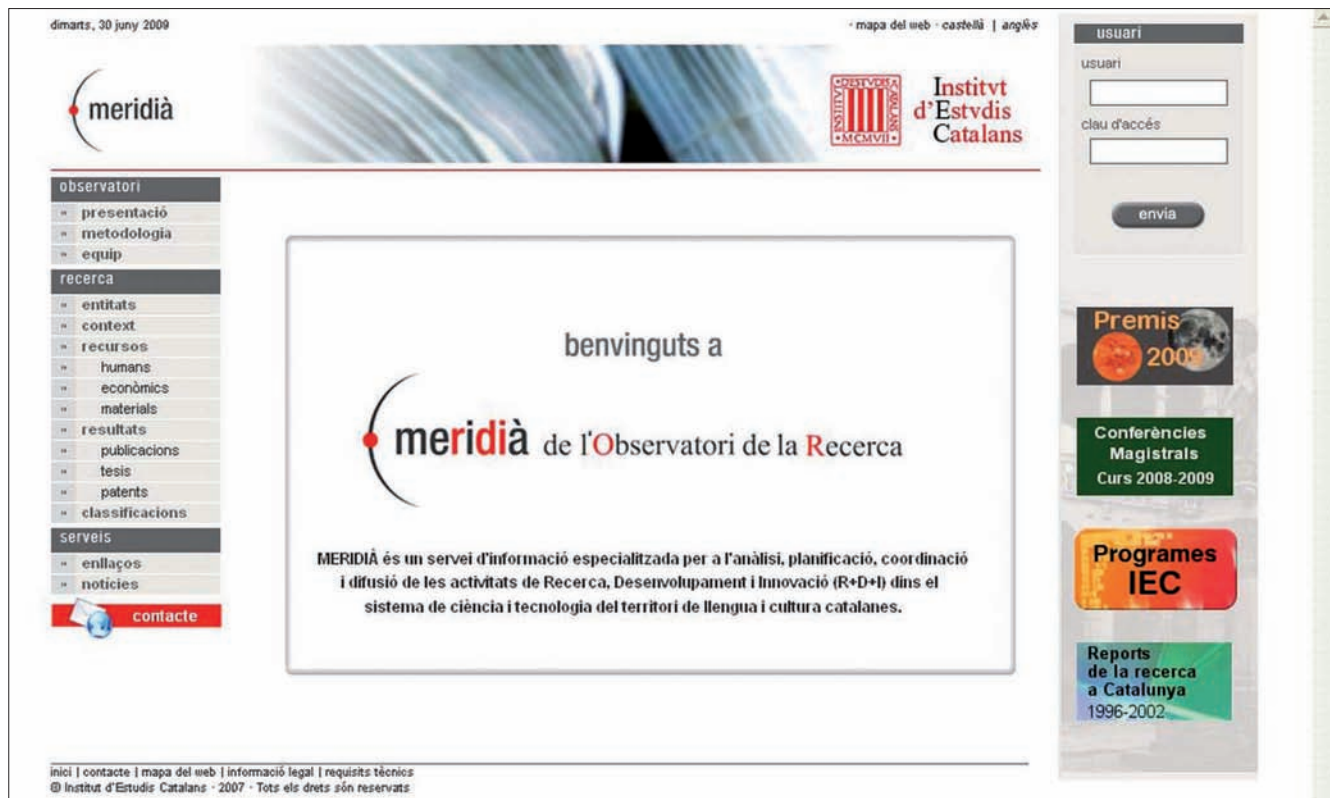 dimarts, 30 juny 2009
· mapa del web · castellà | anglès
meridià
INSTITVT D'ESTVDIS CATALANS · MCMVII ·
Institvt
d'Estvdis
Catalans
observatori
» presentació
» metodologia
» equip
recerca
» entitats
» context
» recursos
» humans
» econòmics
» materials
» resultats
» publicacions
» tesis
» patents
» classificacions
serveis
» enllaços
» notícies
contacte
benvinguts a
meridià de l'Observatori de la Recerca
MERIDIÀ és un servei d'informació especialitzada per a l'anàlisi, planificació, coordinació
i difusió de les activitats de Recerca, Desenvolupament i Innovació (R+D+I) dins el
sistema de ciència i tecnologia del territori de llengua i cultura catalanes.
usuari
usuari
clau d'accés
envia
Premis
2009
Conferències
Magistrals
Curs 2008-2009
Programes
IEC
Reports
de la recerca
a Catalunya
1996-2002
inici | contacte | mapa del web | informació legal | requisits tècnics
© Institut d'Estudis Catalans · 2007 · Tots els drets són reservats